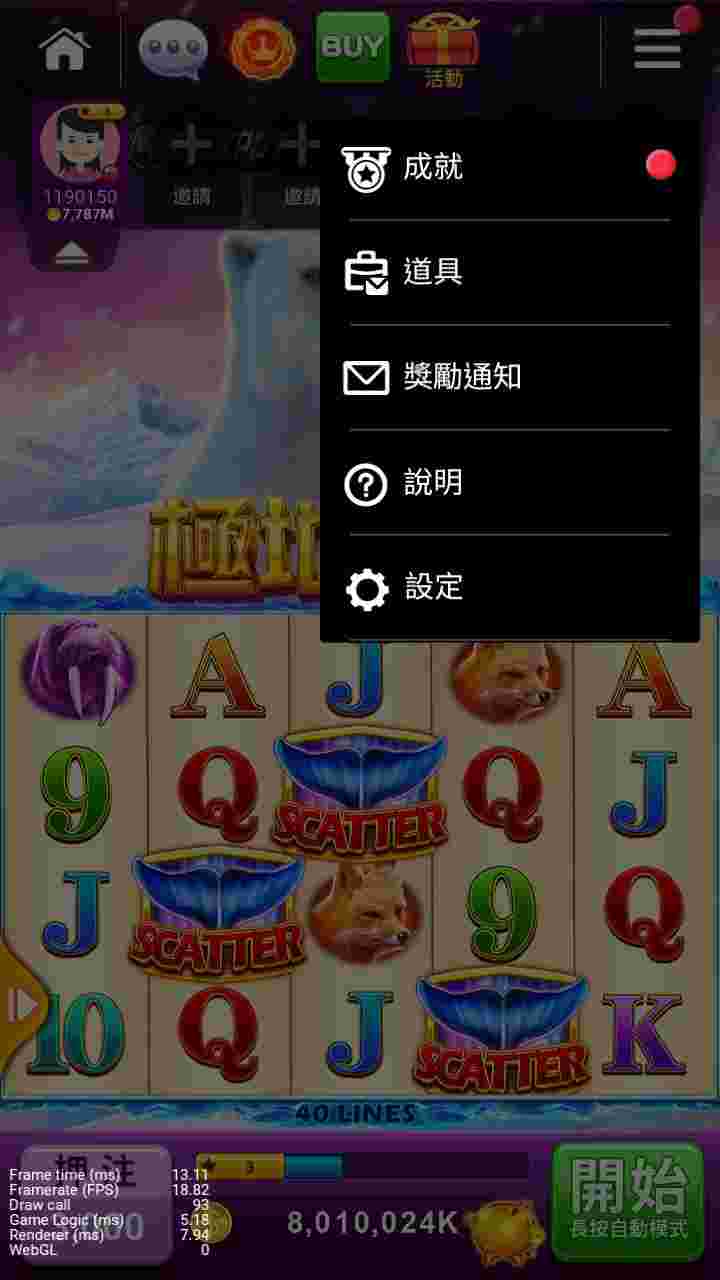 BUY
活動
1190150
7,787M
邀請
邀請
成就
道具
獎勵通知
說明
設定
極地
A
J
A
9
Q
SCATTER
Q
J
J
SCATTER
9
Q
10
Q
J
SCATTER
K
40 LINES
押注
3
8,010,024K
開始
長按自動模式
Frame time (ms) 13.11
Framerate (FPS) 18.82
Draw call 93
Game Logic (ms) 5.18
Renderer (ms) 7.94
WebGL 0